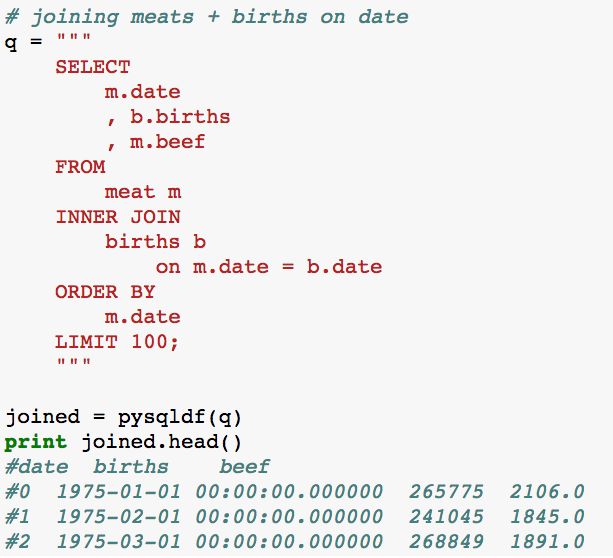 # joining meats + births on date
q = """
    SELECT
        m.date
        , b.births
        , m.beef
    FROM
        meat m
    INNER JOIN
        births b
            on m.date = b.date
    ORDER BY
        m.date
    LIMIT 100;
    """

joined = pysqldf(q)
print joined.head()
#date  births    beef
#0  1975-01-01 00:00:00.000000  265775  2106.0
#1  1975-02-01 00:00:00.000000  241045  1845.0
#2  1975-03-01 00:00:00.000000  268849  1891.0